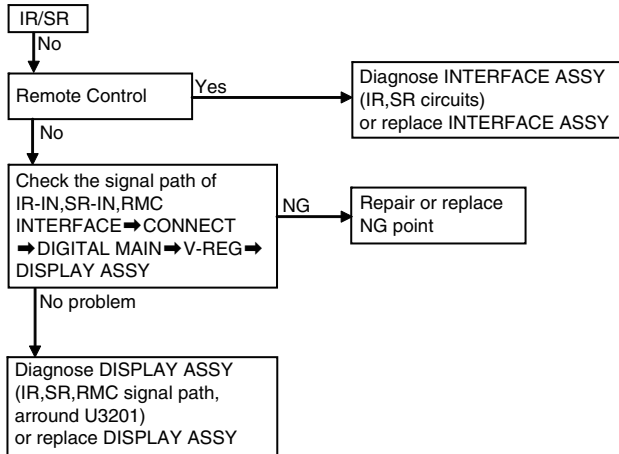 IR/SR
No
Remote Control
Yes
Diagnose INTERFACE ASSY
(IR,SR circuits)
or replace INTERFACE ASSY
No
Check the signal path of
IR-IN,SR-IN,RMC
INTERFACE➡CONNECT
➡DIGITAL MAIN➡V-REG➡
DISPLAY ASSY
NG
Repair or replace
NG point
No problem
Diagnose DISPLAY ASSY
(IR,SR,RMC signal path,
arround U3201)
or replace DISPLAY ASSY